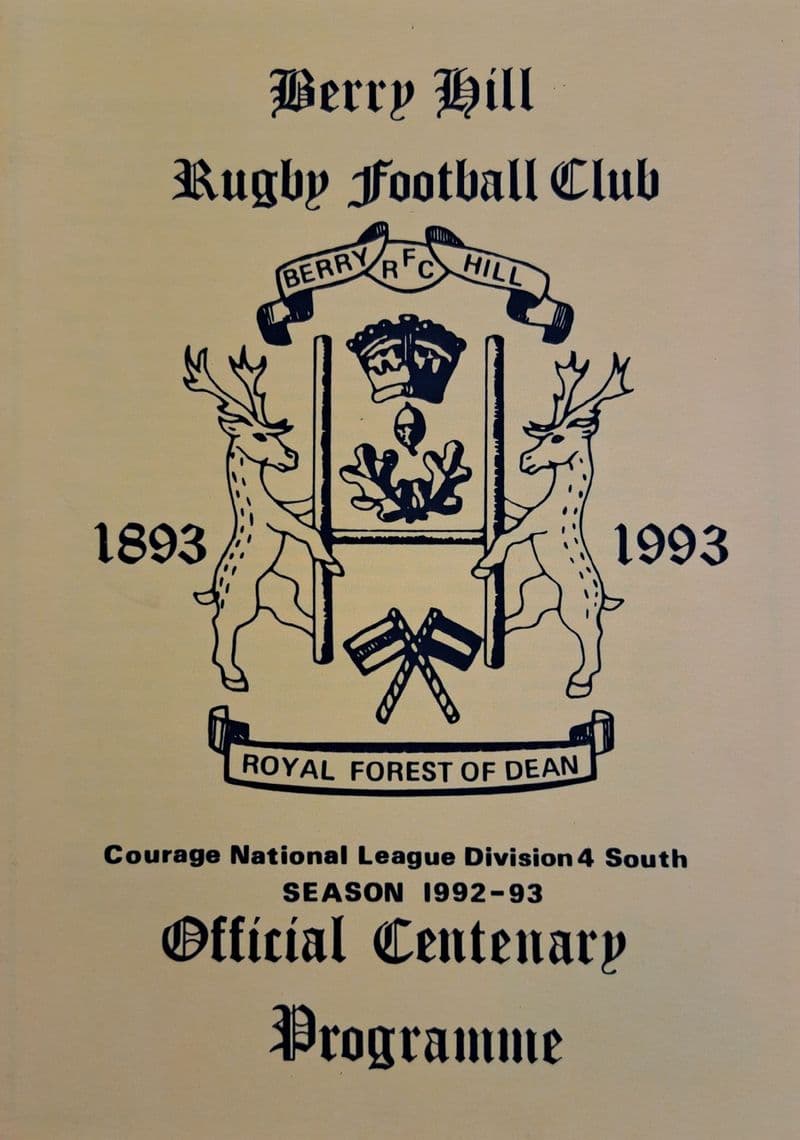 Berry Hill
Rugby Football Club
BERRY RFC HILL
1893 1993
ROYAL FOREST OF DEAN
Courage National League Division 4 South
SEASON 1992-93
Official Centenary
Programme